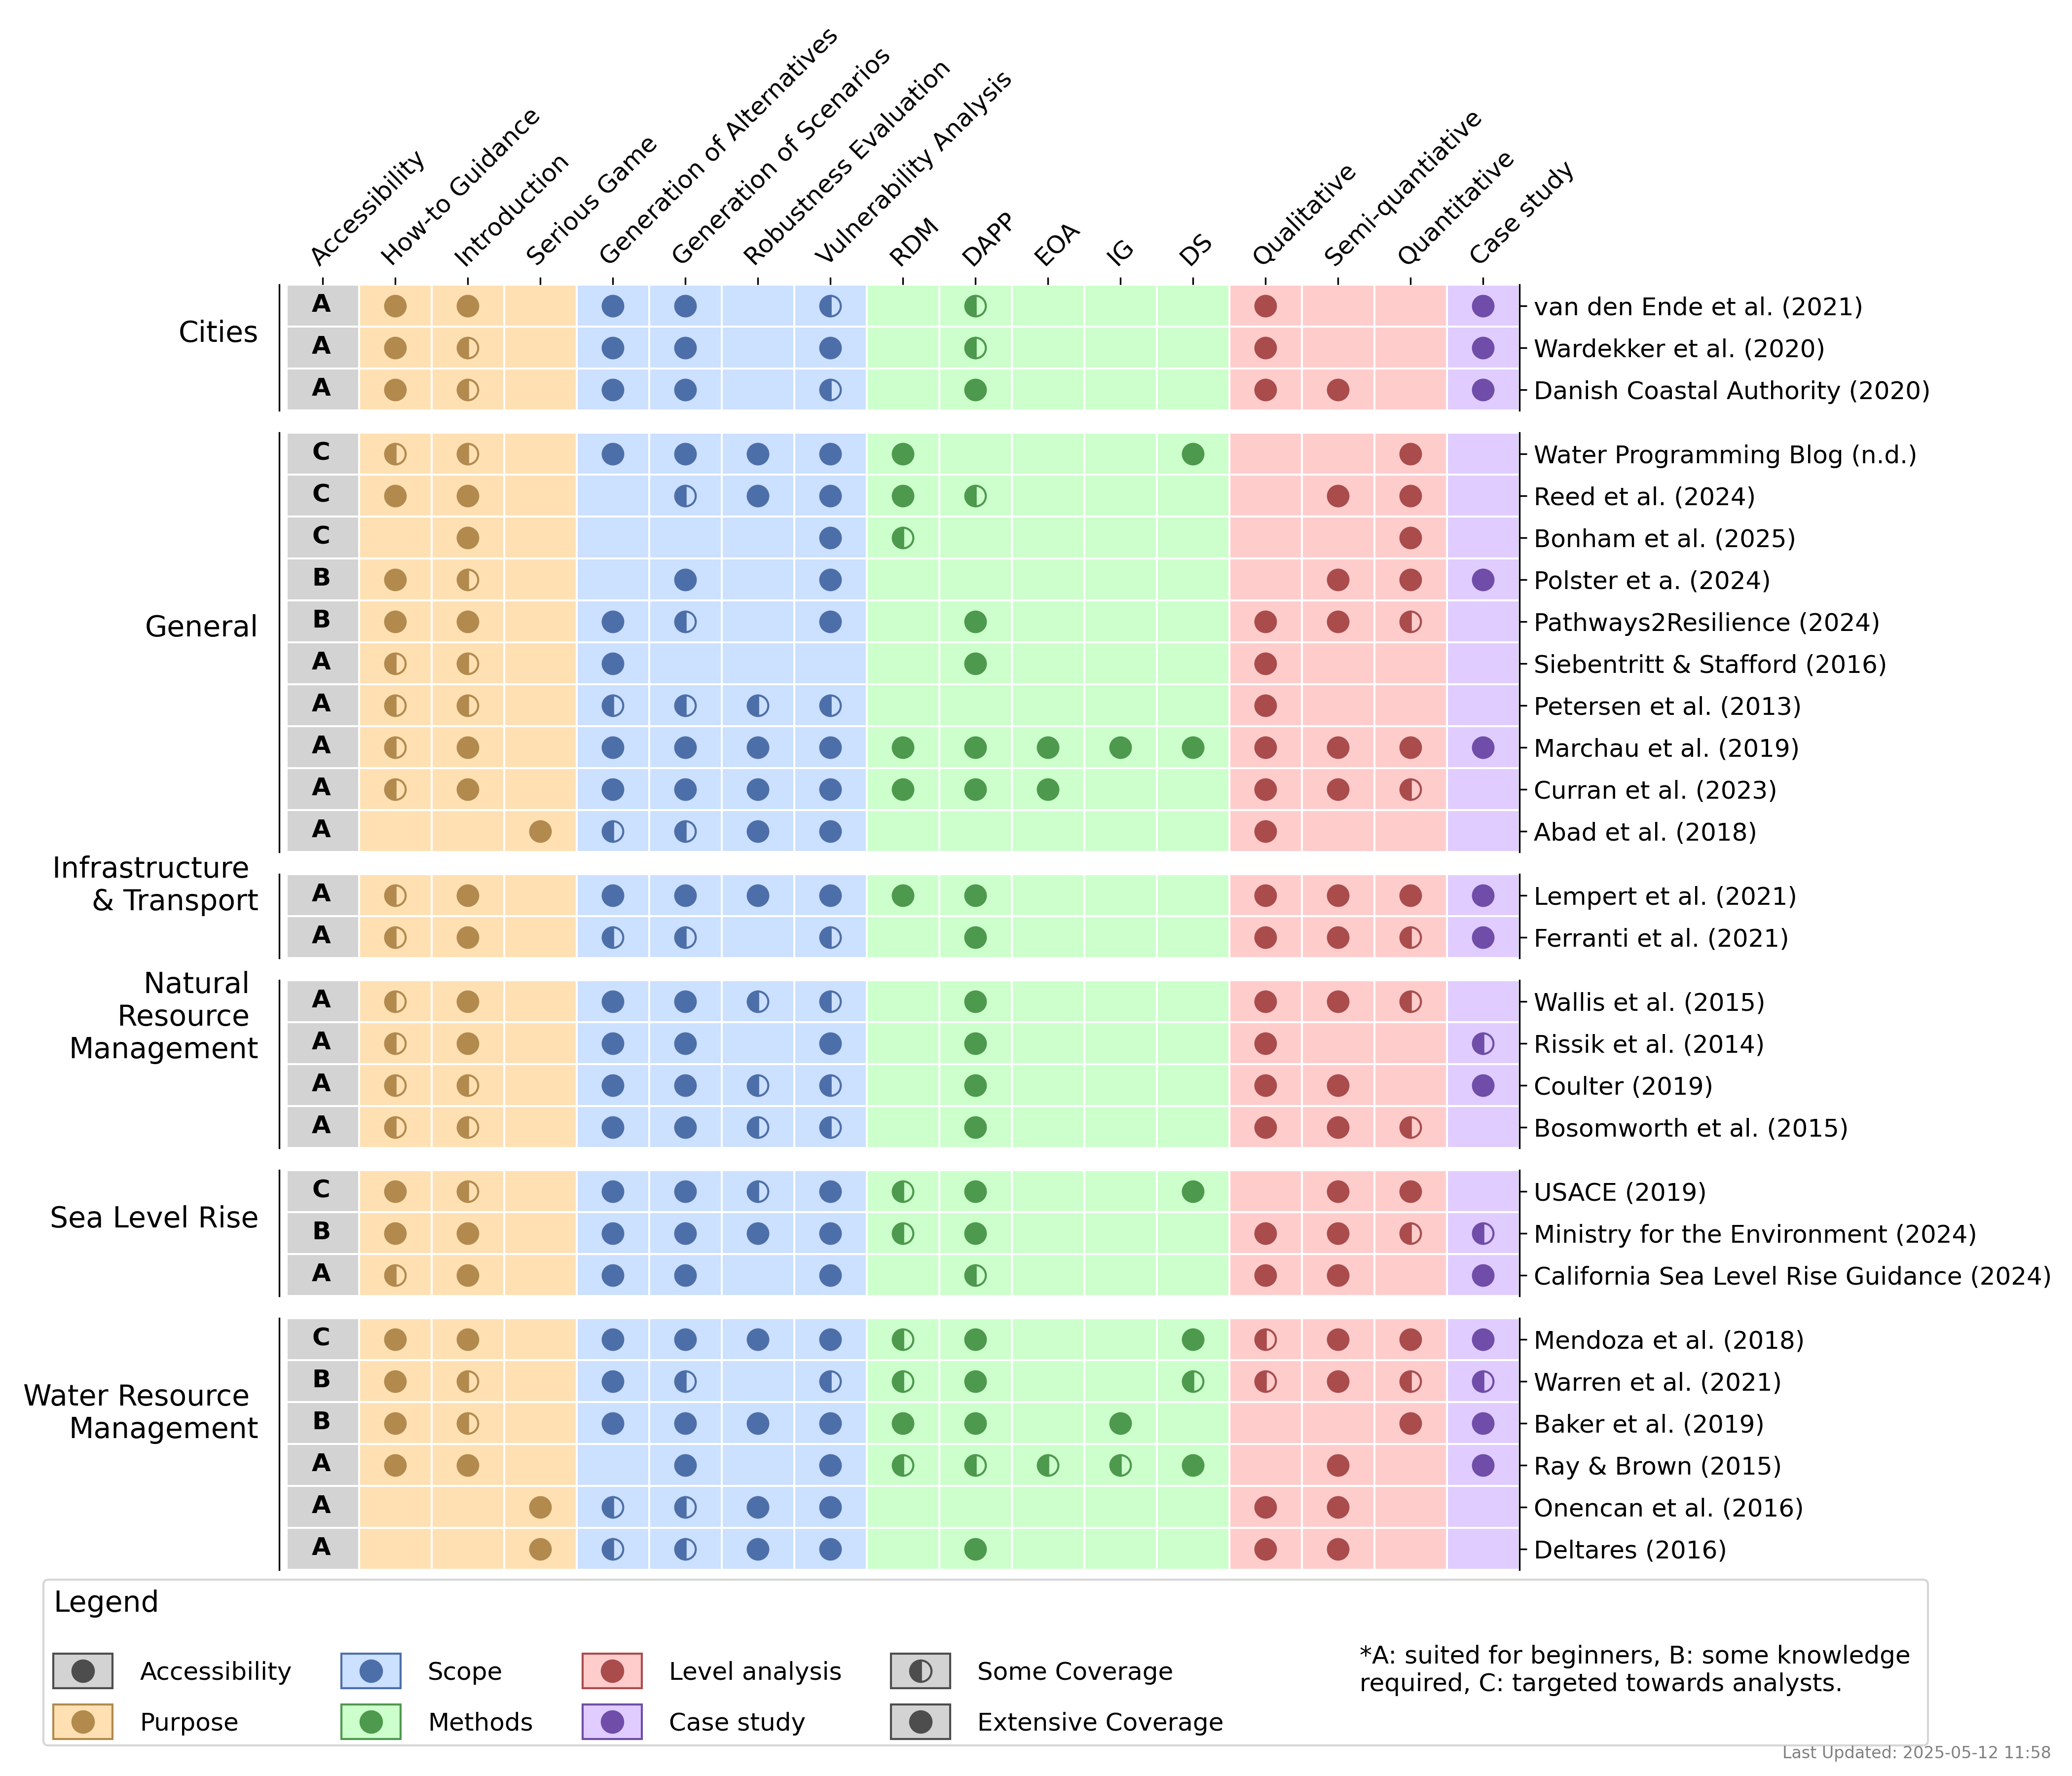 Accessibility
How-to Guidance
Introduction
Serious Game
Generation of Alternatives
Generation of Scenarios
Robustness Evaluation
Vulnerability Analysis
RDM
DAPP
EOA
IG
DS
Qualitative
Semi-quantiative
Quantitative
Case study
Cities
A van den Ende et al. (2021)
A Wardekker et al. (2020)
A Danish Coastal Authority (2020)
General
C Water Programming Blog (n.d.)
C Reed et al. (2024)
C Bonham et al. (2025)
B Polster et a. (2024)
B Pathways2Resilience (2024)
A Siebentritt & Stafford (2016)
A Petersen et al. (2013)
A Marchau et al. (2019)
A Curran et al. (2023)
A Abad et al. (2018)
Infrastructure
& Transport
A Lempert et al. (2021)
A Ferranti et al. (2021)
Natural
Resource
Management
A Wallis et al. (2015)
A Rissik et al. (2014)
A Coulter (2019)
A Bosomworth et al. (2015)
Sea Level Rise
C USACE (2019)
B Ministry for the Environment (2024)
A California Sea Level Rise Guidance (2024)
Water Resource
Management
C Mendoza et al. (2018)
B Warren et al. (2021)
B Baker et al. (2019)
A Ray & Brown (2015)
A Onencan et al. (2016)
A Deltares (2016)
Legend
Accessibility
Purpose
Scope
Methods
Level analysis
Case study
Some Coverage
Extensive Coverage
*A: suited for beginners, B: some knowledge
required, C: targeted towards analysts.
Last Updated: 2025-05-12 11:58